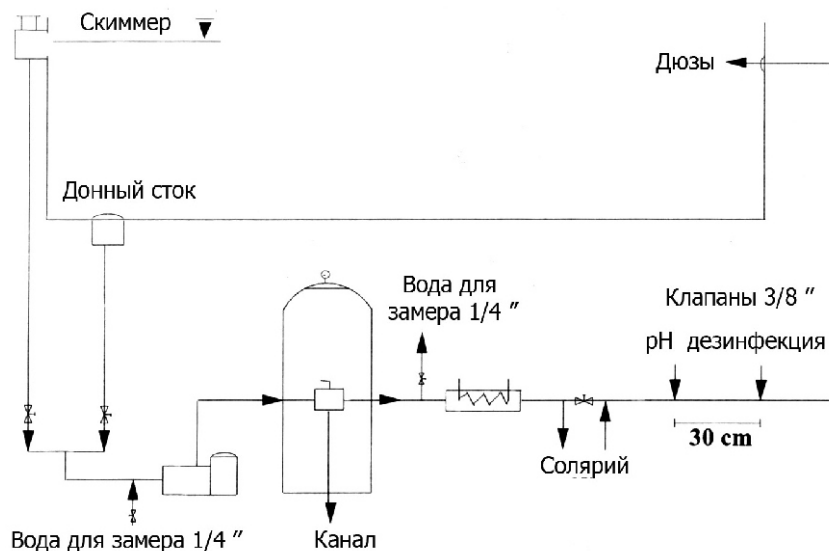 Скиммер
Дюзы
Донный сток
Вода для
замера 1/4 "
Клапаны 3/8 "
pH дезинфекция
30 cm
Солярий
Вода для замера 1/4 "
Канал